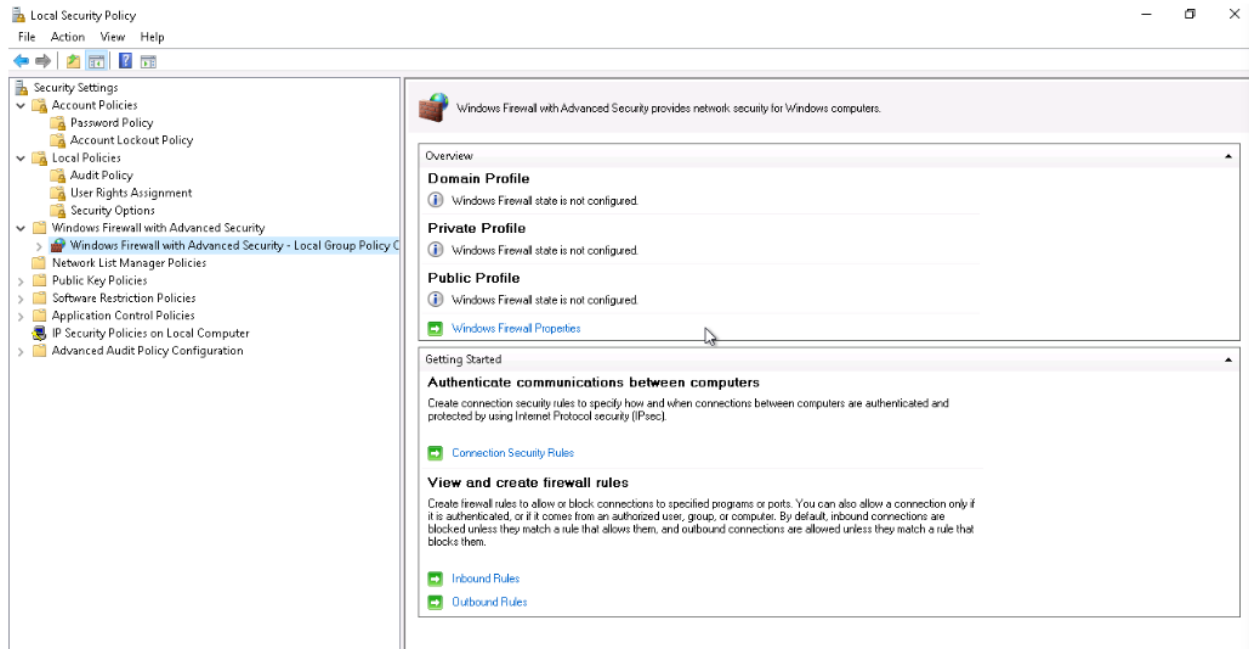 Local Security Policy
File Action View Help
Security Settings
Account Policies
Password Policy
Account Lockout Policy
Local Policies
Audit Policy
User Rights Assignment
Security Options
Windows Firewall with Advanced Security
Windows Firewall with Advanced Security - Local Group Policy C
Network List Manager Policies
Public Key Policies
Software Restriction Policies
Application Control Policies
IP Security Policies on Local Computer
Advanced Audit Policy Configuration
Windows Firewall with Advanced Security provides network security for Windows computers.
Overview
Domain Profile
Windows Firewall state is not configured.
Private Profile
Windows Firewall state is not configured.
Public Profile
Windows Firewall state is not configured.
Windows Firewall Properties
Getting Started
Authenticate communications between computers
Create connection security rules to specify how and when connections between computers are authenticated and
protected by using Internet Protocol security (IPsec).
Connection Security Rules
View and create firewall rules
Create firewall rules to allow or block connections to specified programs or ports. You can also allow a connection only if
it is authenticated, or if it comes from an authorized user, group, or computer. By default, inbound connections are
blocked unless they match a rule that allows them, and outbound connections are allowed unless they match a rule that
blocks them.
Inbound Rules
Outbound Rules